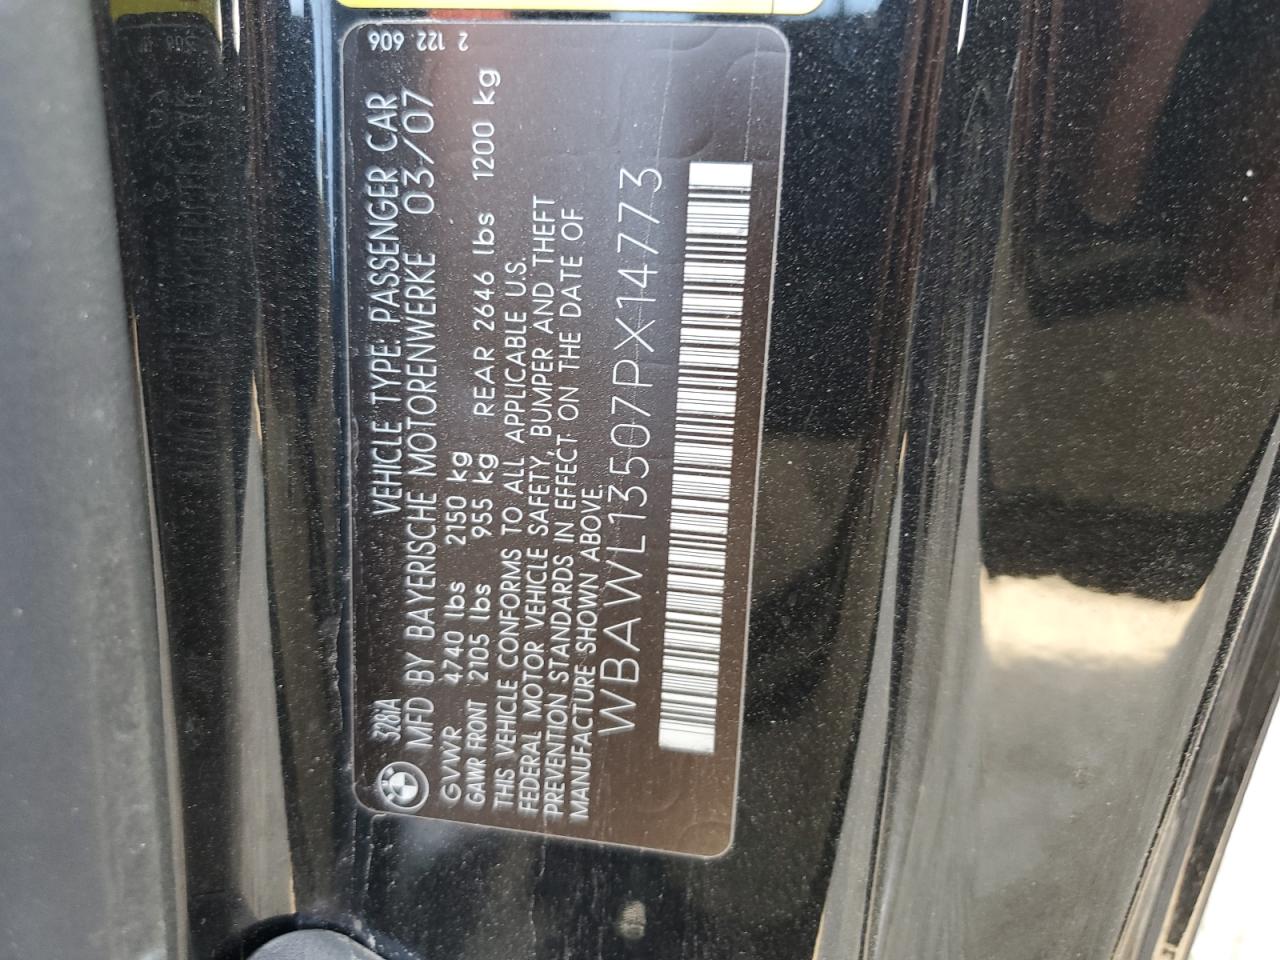 2 122 606
328iA VEHICLE TYPE: PASSENGER CAR
MFD BY BAYERISCHE MOTORENWERKE 03/07
GVWR 4740 lbs 2150 kg
GAWR FRONT 2105 lbs 955 kg REAR 2646 lbs 1200 kg
THIS VEHICLE CONFORMS TO ALL APPLICABLE U.S.
FEDERAL MOTOR VEHICLE SAFETY, BUMPER AND THEFT
PREVENTION STANDARDS IN EFFECT ON THE DATE OF
MANUFACTURE SHOWN ABOVE.
WBAWL13507PX14773